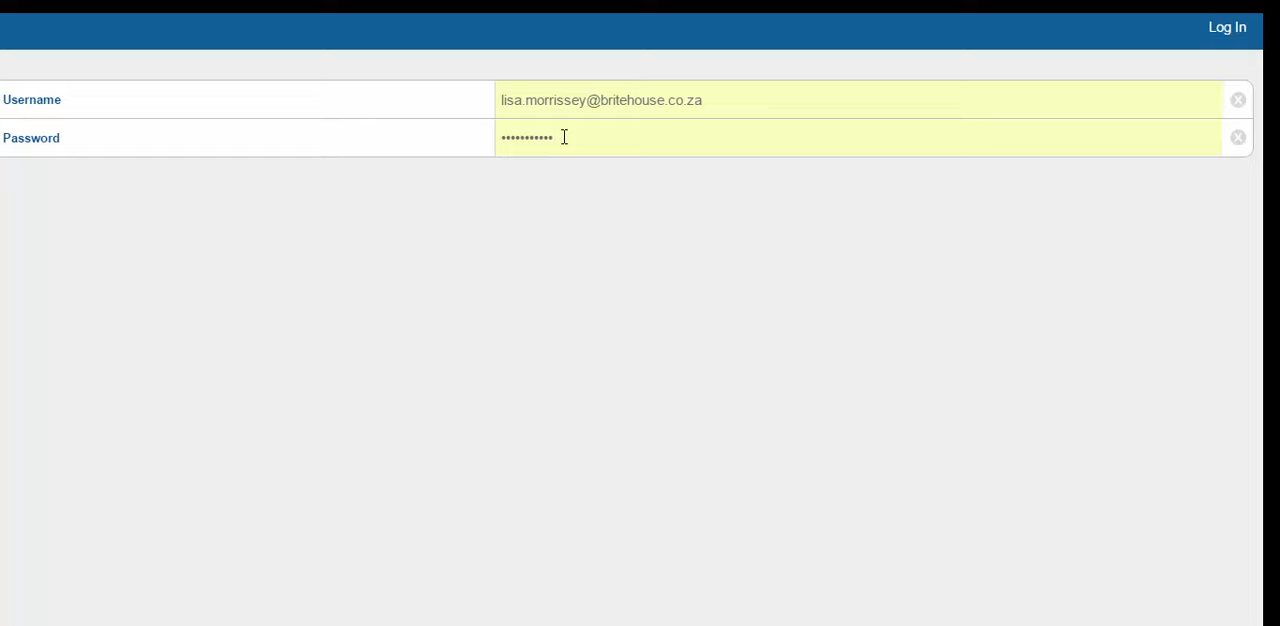 Log In
Username lisa.morrissey@britehouse.co.za
Password •••••••••••